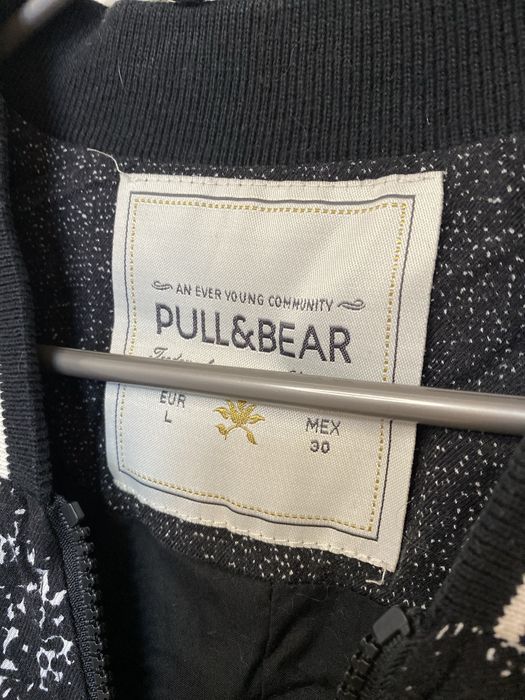 AN EVER YOUNG COMMUNITY
PULL&BEAR
EUR
L
MEX
30